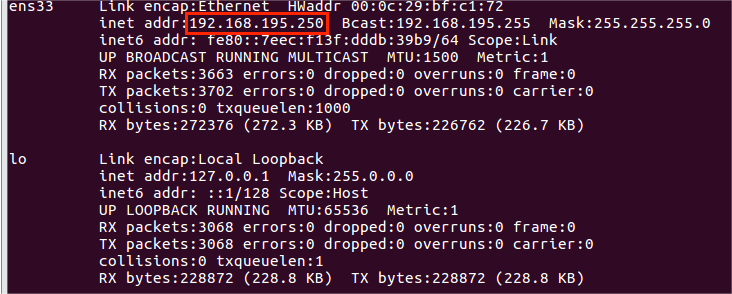 ens33     Link encap:Ethernet  HWaddr 00:0c:29:bf:c1:72
          inet addr:192.168.195.250  Bcast:192.168.195.255  Mask:255.255.255.0
          inet6 addr: fe80::7eec:f13f:dddb:39b9/64 Scope:Link
          UP BROADCAST RUNNING MULTICAST  MTU:1500  Metric:1
          RX packets:3663 errors:0 dropped:0 overruns:0 frame:0
          TX packets:3702 errors:0 dropped:0 overruns:0 carrier:0
          collisions:0 txqueuelen:1000
          RX bytes:272376 (272.3 KB)  TX bytes:226762 (226.7 KB)

lo        Link encap:Local Loopback
          inet addr:127.0.0.1  Mask:255.0.0.0
          inet6 addr: ::1/128 Scope:Host
          UP LOOPBACK RUNNING  MTU:65536  Metric:1
          RX packets:3068 errors:0 dropped:0 overruns:0 frame:0
          TX packets:3068 errors:0 dropped:0 overruns:0 carrier:0
          collisions:0 txqueuelen:1
          RX bytes:228872 (228.8 KB)  TX bytes:228872 (228.8 KB)